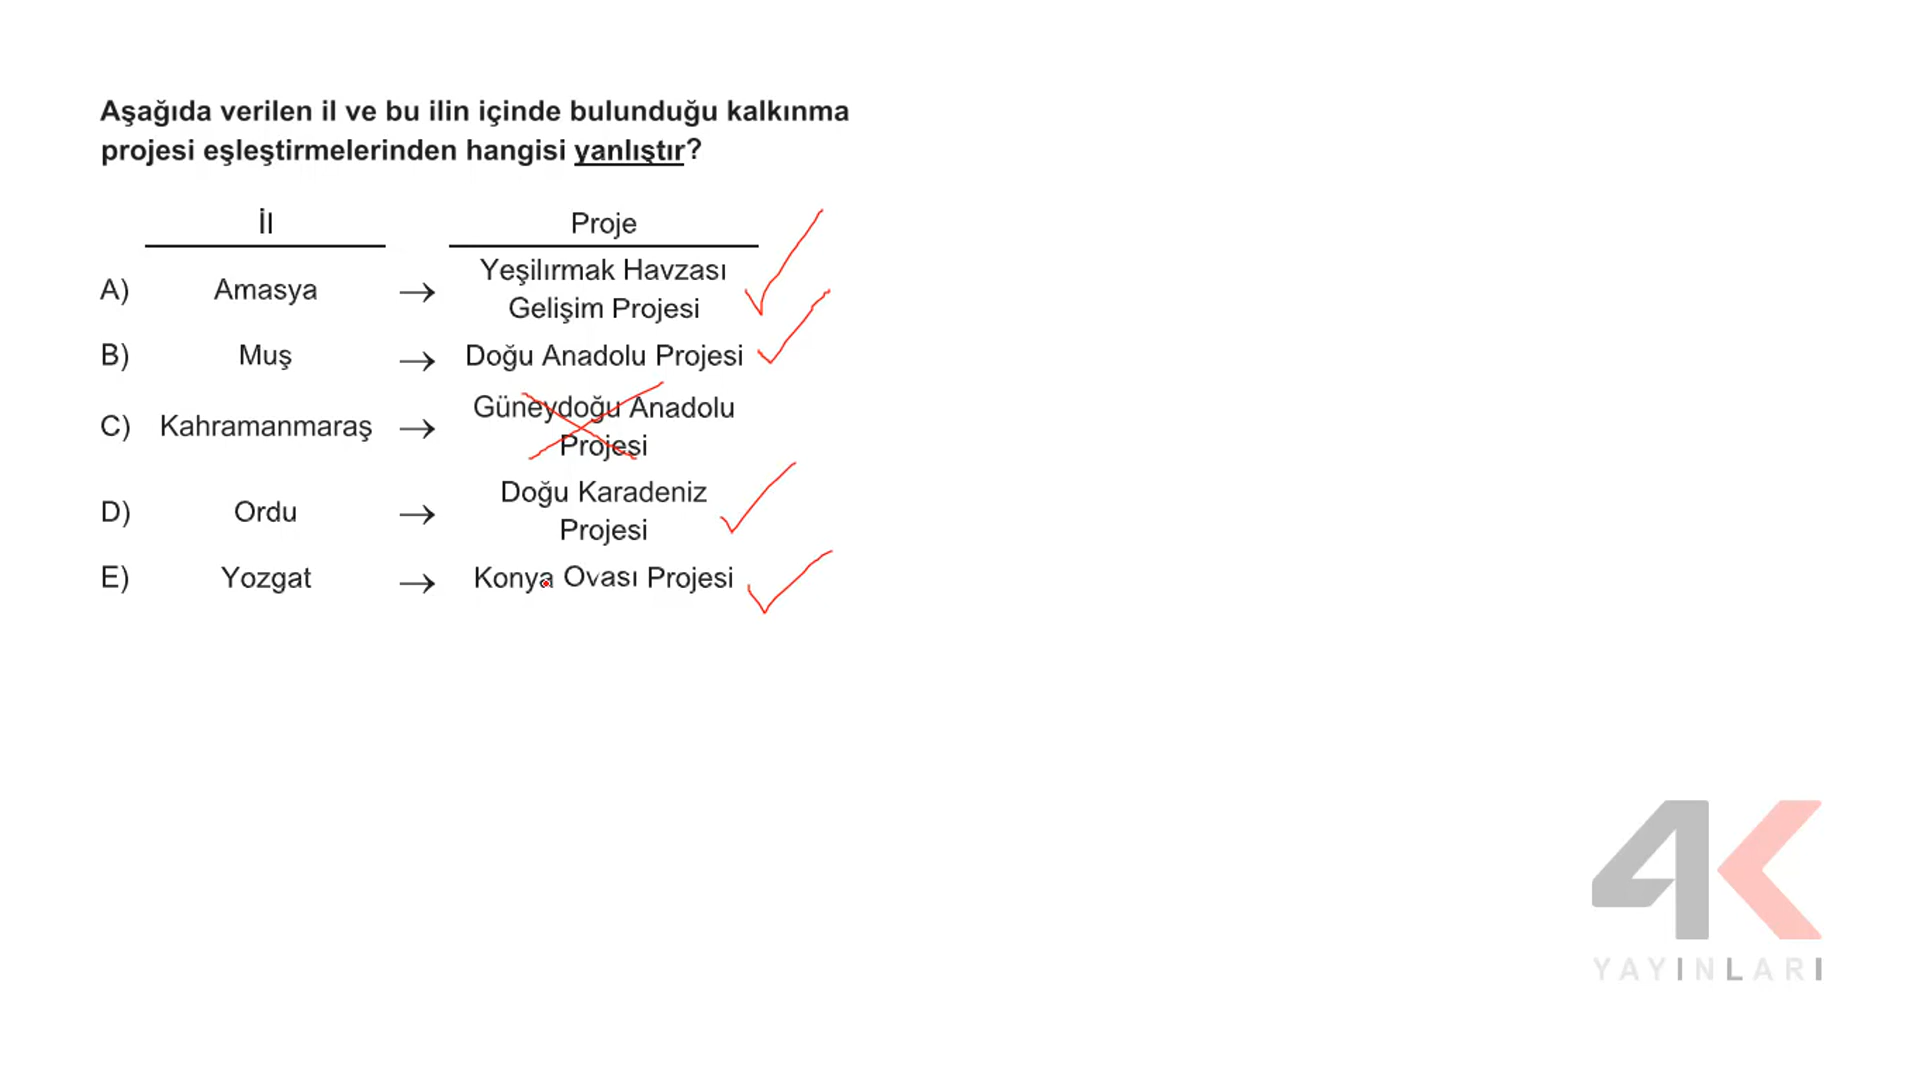 Aşağıda verilen il ve bu ilin içinde bulunduğu kalkınma
projesi eşleştirmelerinden hangisi yanlıştır?
İl Proje
A) Amasya → Yeşilırmak Havzası
Gelişim Projesi
B) Muş → Doğu Anadolu Projesi
C) Kahramanmaraş → Güneydoğu Anadolu
Projesi
D) Ordu → Doğu Karadeniz
Projesi
E) Yozgat → Konya Ovası Projesi
4K
YAYINLARI